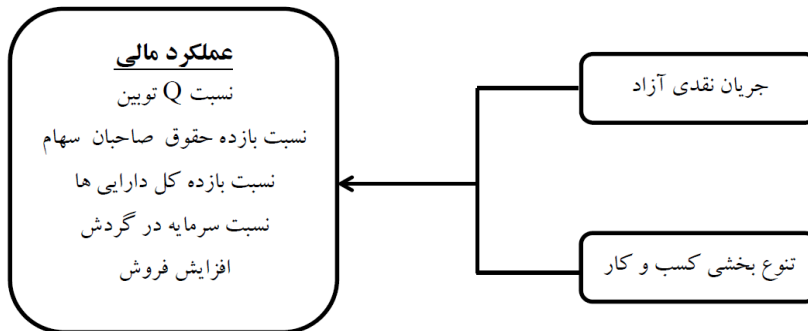 عملکرد مالی
نسبت Q توبین
نسبت بازده حقوق صاحبان سهام
نسبت بازده کل دارایی ها
نسبت سرمایه در گردش
افزایش فروش
جریان نقدی آزاد
تنوع بخشی کسب و کار